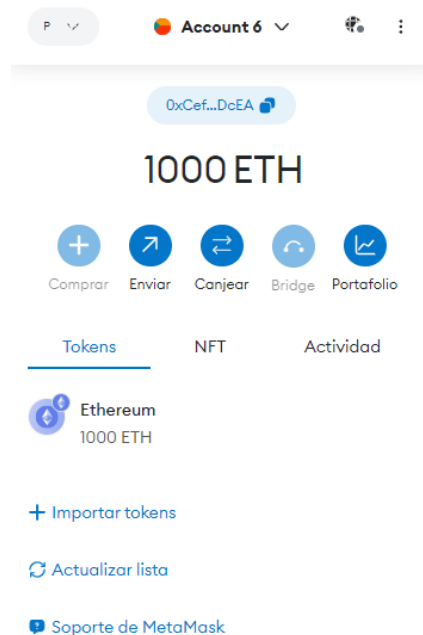 P
Account 6
0xCef...DcEA
1000 ETH
Comprar Enviar Canjear Bridge Portafolio
Tokens NFT Actividad
Ethereum
1000 ETH
Importar tokens
Actualizar lista
Soporte de MetaMask